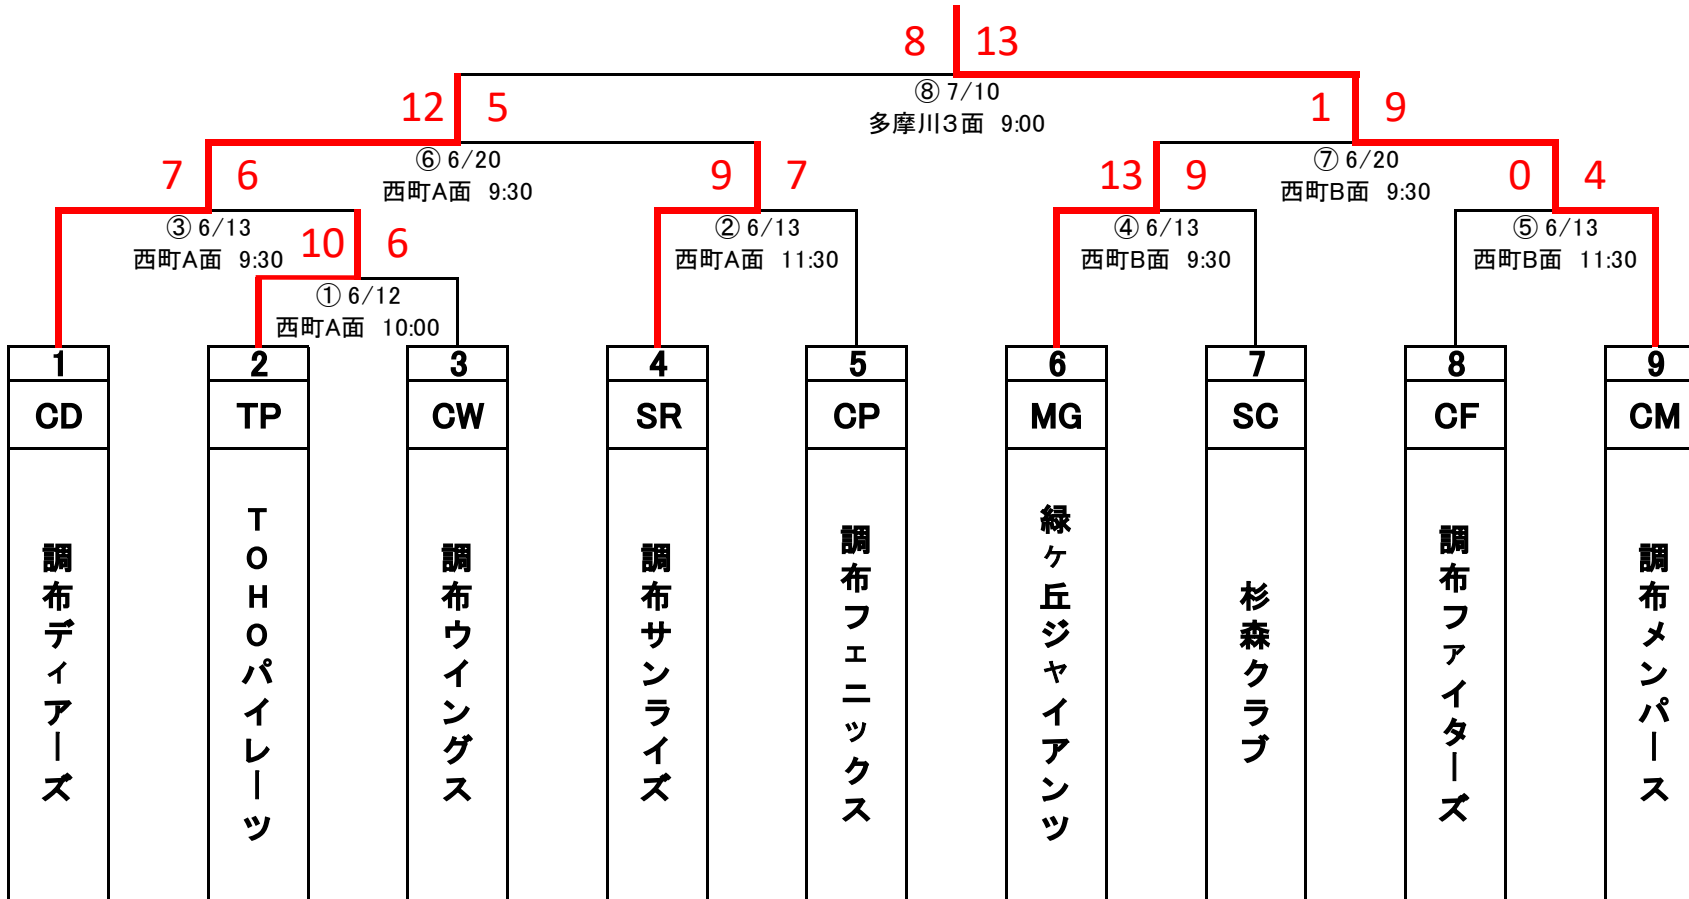 8 13
⑧ 7/10
多摩川3面 9:00
12 5
1 9
⑥ 6/20
西町A面 9:30
⑦ 6/20
西町B面 9:30
7 6
9 7
13 9
0 4
③ 6/13
西町A面 9:30
② 6/13
西町A面 11:30
④ 6/13
西町B面 9:30
⑤ 6/13
西町B面 11:30
10 6
① 6/12
西町A面 10:00
1 2 3 4 5 6 7 8 9
CD TP CW SR CP MG SC CF CM
調布ディアーズ
TOHOパイレーツ
調布ウイングス
調布サンライズ
調布フェニックス
緑ヶ丘ジャイアンツ
杉森クラブ
調布ファイターズ
調布メンパース